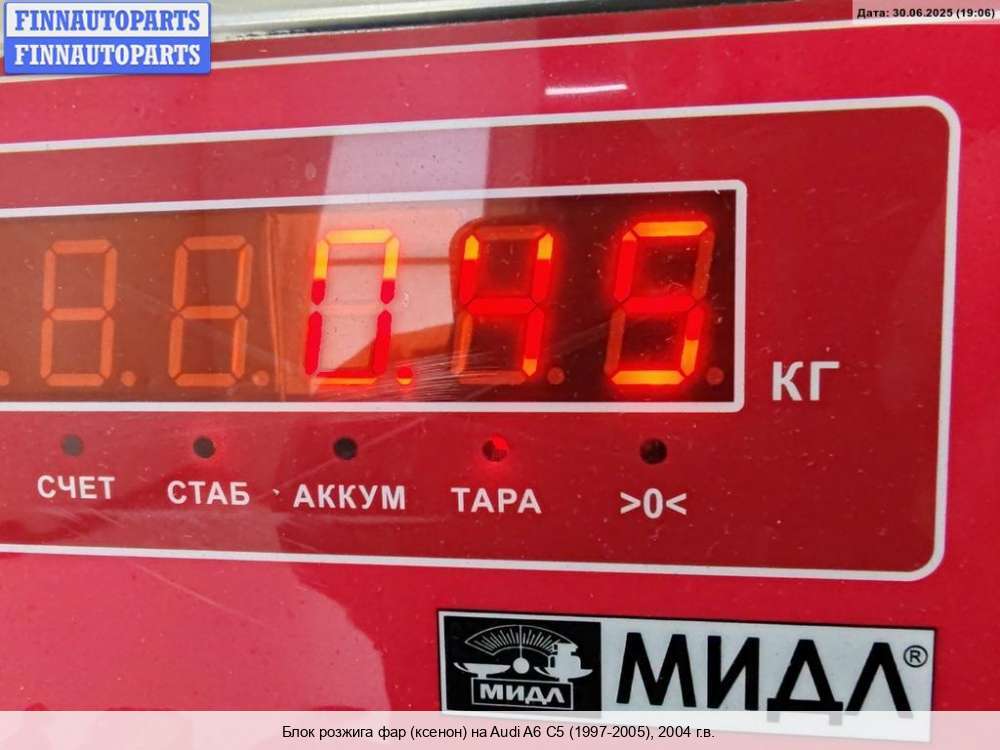 FINNAUTOPARTS
FINNAUTOPARTS
Дата: 30.06.2025 (19:06)
0.45
КГ
СЧЕТ СТАБ АККУМ ТАРА >0<
МИДЛ МИДЛ®
Блок розжига фар (ксенон) на Audi A6 C5 (1997-2005), 2004 г.в.